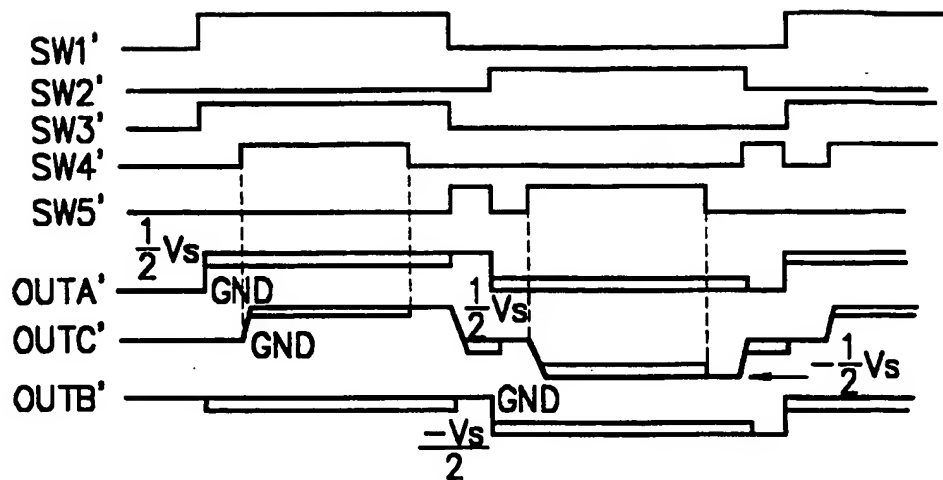 SW1'
SW2'
SW3'
SW4'
SW5'
1/2 Vs
OUTA'
GND
1/2 Vs
OUTC'
GND
-1/2 Vs
OUTB'
GND
-Vs/2